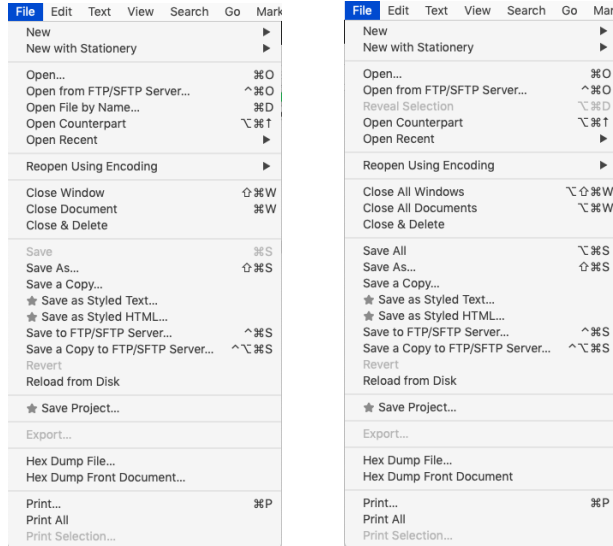 File Edit Text View Search Go Mark
New ▶
New with Stationery ▶
Open... ⌘O
Open from FTP/SFTP Server... ^⌘O
Open File by Name... ⌘D
Open Counterpart ⌥⌘↑
Open Recent ▶
Reopen Using Encoding ▶
Close Window ⇧⌘W
Close Document ⌘W
Close & Delete
Save ⌘S
Save As... ⇧⌘S
Save a Copy...
★ Save as Styled Text...
★ Save as Styled HTML...
Save to FTP/SFTP Server... ^⌘S
Save a Copy to FTP/SFTP Server... ^⌥⌘S
Revert
Reload from Disk
★ Save Project...
Export...
Hex Dump File...
Hex Dump Front Document...
Print... ⌘P
Print All
Print Selection...
File Edit Text View Search Go Mar
New ▶
New with Stationery ▶
Open... ⌘O
Open from FTP/SFTP Server... ^⌘O
Reveal Selection ⌥⌘D
Open Counterpart ⌥⌘↑
Open Recent ▶
Reopen Using Encoding ▶
Close All Windows ⌥⇧⌘W
Close All Documents ⌥⌘W
Close & Delete
Save All ⌥⌘S
Save As... ⇧⌘S
Save a Copy...
★ Save as Styled Text...
★ Save as Styled HTML...
Save to FTP/SFTP Server... ^⌘S
Save a Copy to FTP/SFTP Server... ^⌥⌘S
Revert
Reload from Disk
★ Save Project...
Export...
Hex Dump File...
Hex Dump Front Document
Print... ⌘P
Print All
Print Selection...